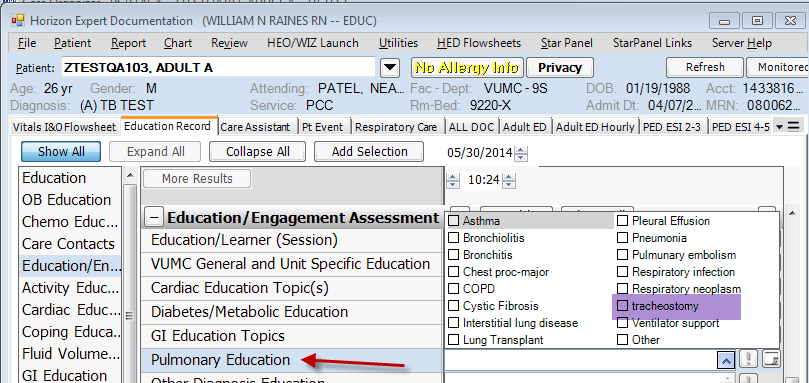 Horizon Expert Documentation (WILLIAM N RAINES RN -- EDUC)
File Patient Chart Review HEO/WIZ Launch Utilities HED Flowsheets Star Panel StarPanel Links Server Help
Patient: ZTESTQA103, ADULT A No Allergy Info Privacy Refresh Monitored
Age: 26 yr Gender: M Attending: PATEL, NEA... Fac - Dept: VUMC - 9S DOB: 01/19/1988 Acct: 1433816...
Diagnosis: (A) TB TEST Service: PCC Rm-Bed: 9220-X Admit Dt: 04/07/2... MRN: 0800062...
Vitals I&O Flowsheet Education Record Care Assistant Pt Event Respiratory Care ALL DOC Adult ED Adult ED Hourly PED ESI 2-3 PED ESI 4-5
Show All Expand All Collapse All Add Selection 05/30/2014
More Results 10:24
Education
OB Education
Chemo Educ...
Care Contacts
Education/En...
Activity Educ...
Cardiac Educ...
Coping Educa...
Fluid Volume...
GI Education
Education/Engagement Assessment
Education/Learner (Session)
VUMC General and Unit Specific Education
Cardiac Education Topic(s)
Diabetes/Metabolic Education
GI Education Topics
Pulmonary Education
Other Diagnosis Education
Asthma
Bronchiolitis
Bronchitis
Chest proc-major
COPD
Cystic Fibrosis
Interstitial lung disease
Lung Transplant
Pleural Effusion
Pneumonia
Pulmunary embolism
Respiratory infection
Respiratory neoplasm
tracheostomy
Ventilator support
Other